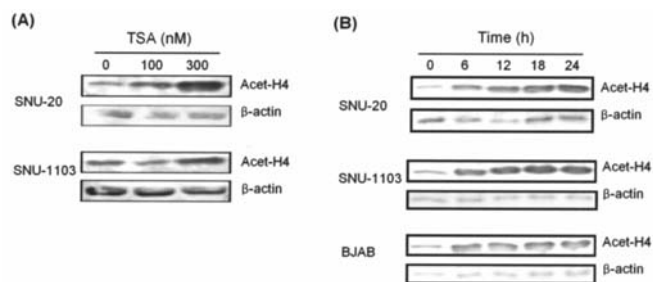 (A)
TSA (nM)
0 100 300
SNU-20
Acet-H4
β-actin
SNU-1103
Acet-H4
β-actin
(B)
Time (h)
0 6 12 18 24
SNU-20
Acet-H4
β-actin
SNU-1103
Acet-H4
β-actin
BJAB
Acet-H4
β-actin